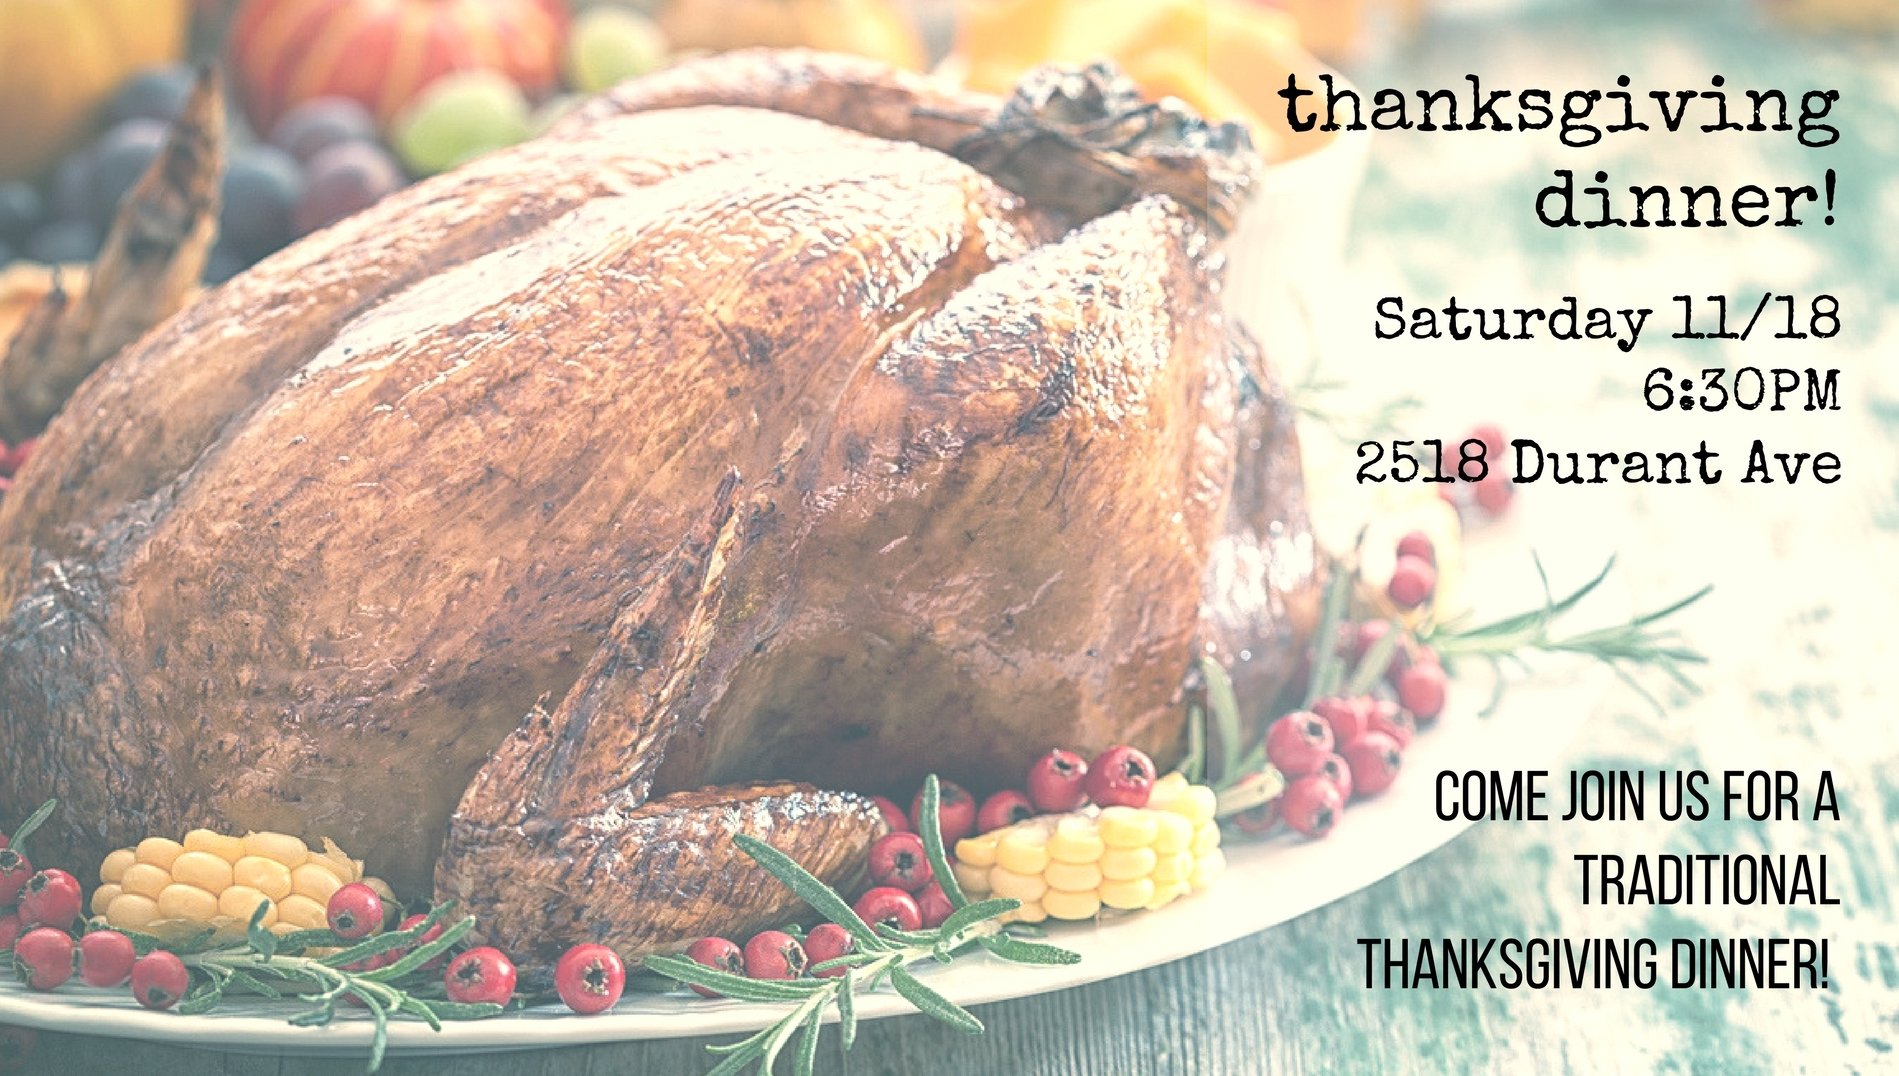 thanksgiving
dinner!
Saturday 11/18
6:30PM
2518 Durant Ave
COME JOIN US FOR A
TRADITIONAL
THANKSGIVING DINNER!